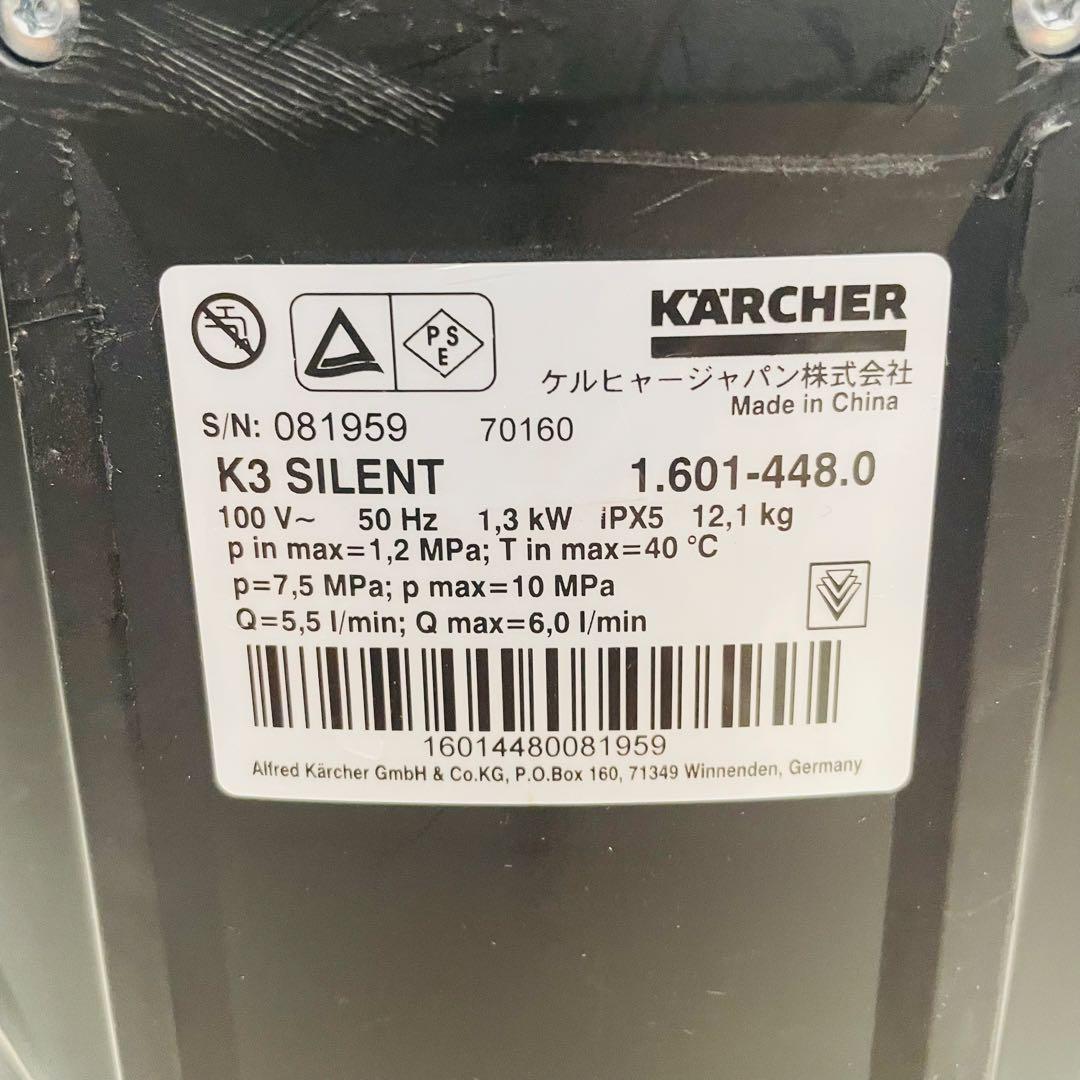 PSE
KÄRCHER
ケルヒャージャパン株式会社
Made in China
S/N: 081959 70160
K3 SILENT 1.601-448.0
100 V~ 50 Hz 1,3 kW IPX5 12,1 kg
p in max=1,2 MPa; T in max=40 °C
p=7,5 MPa; p max=10 MPa
Q=5,5 l/min; Q max=6,0 l/min
16014480081959
Alfred Kärcher GmbH & Co.KG, P.O.Box 160, 71349 Winnenden, Germany